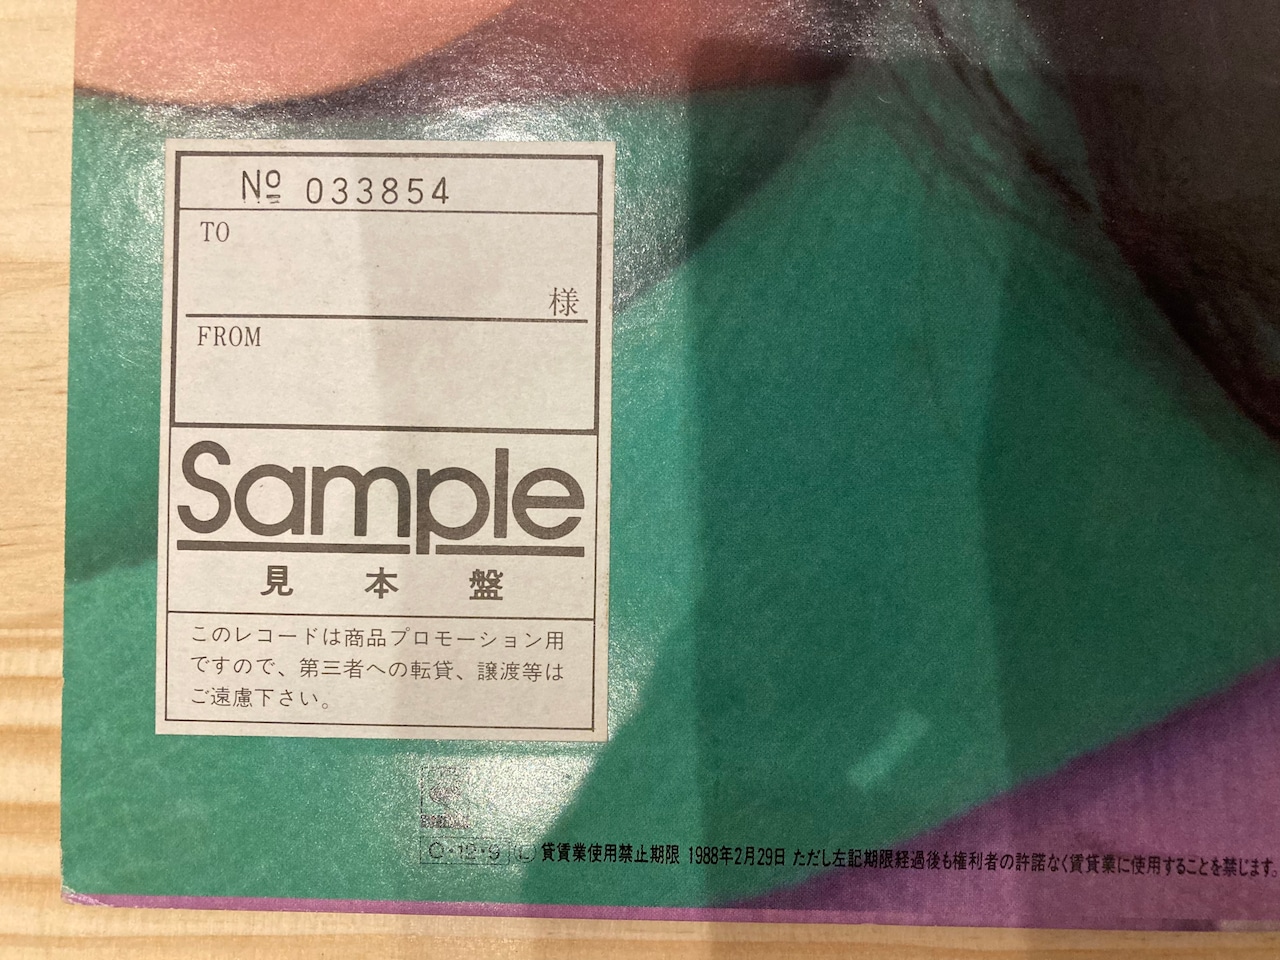 № 033854
TO
様
FROM
Sample
見本盤
このレコードは商品プロモーション用
ですので、第三者への転貸、譲渡等は
ご遠慮下さい。
貸賃業使用禁止期限 1988年2月29日 ただし左記期限経過後も権利者の許諾なく賃貸業に使用することを禁じます。